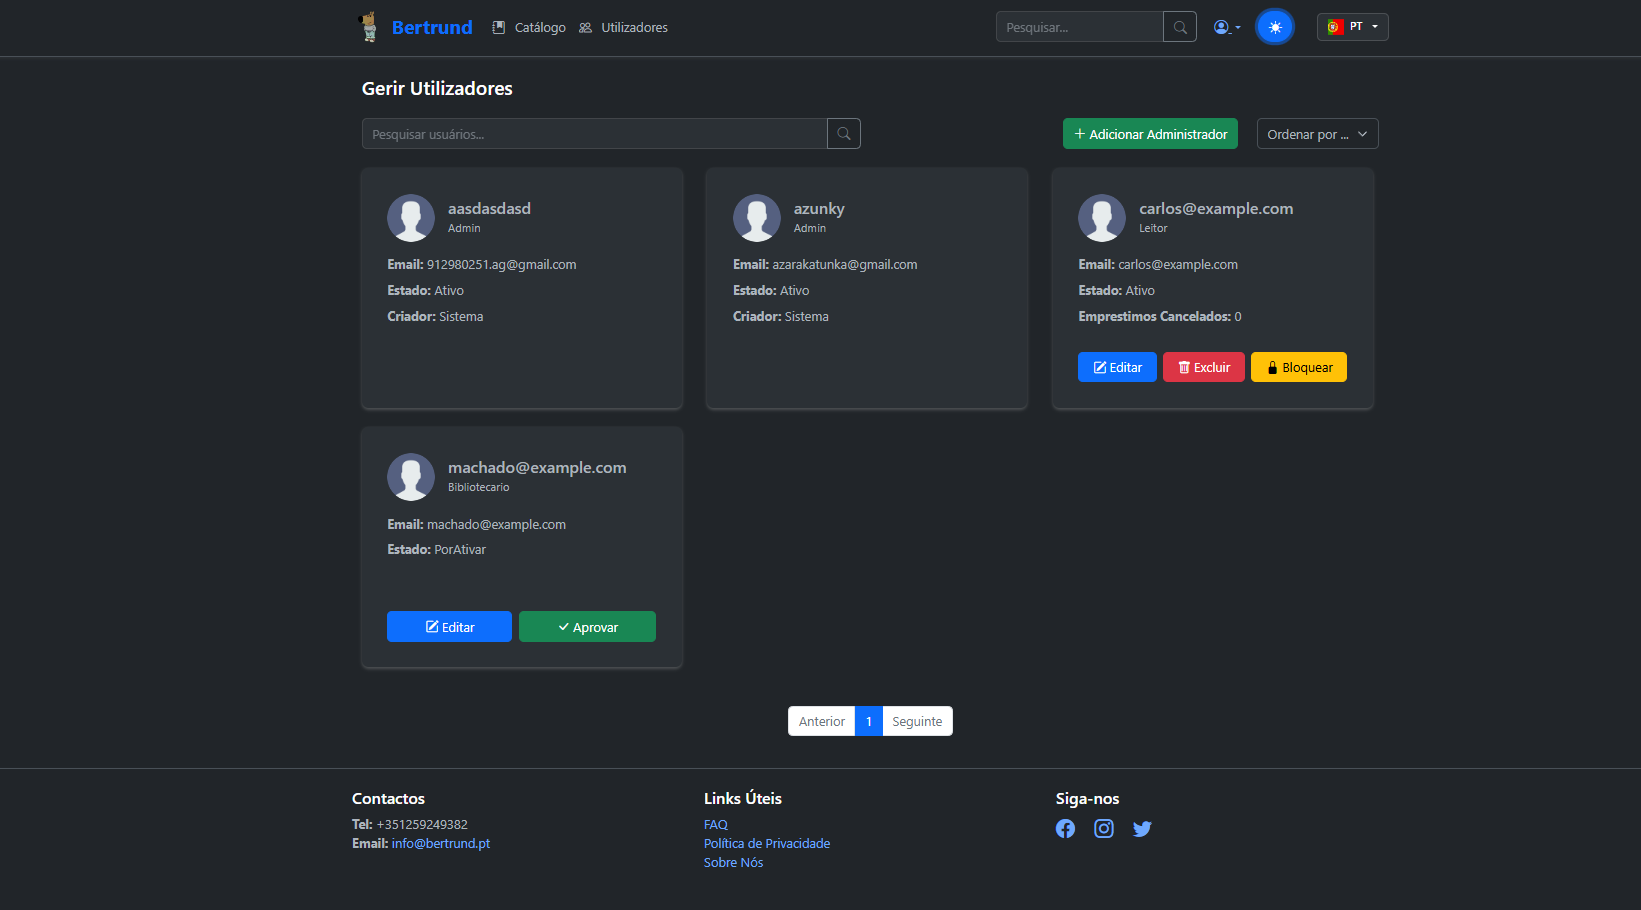 Bertrund Catálogo Utilizadores Pesquisar... PT
Gerir Utilizadores
Pesquisar usuários... Adicionar Administrador Ordenar por ...
aasdasdasd
Admin
Email: 912980251.ag@gmail.com
Estado: Ativo
Criador: Sistema
azunky
Admin
Email: azarakatunka@gmail.com
Estado: Ativo
Criador: Sistema
carlos@example.com
Leitor
Email: carlos@example.com
Estado: Ativo
Emprestimos Cancelados: 0
Editar Excluir Bloquear
machado@example.com
Bibliotecario
Email: machado@example.com
Estado: PorAtivar
Editar Aprovar
Anterior 1 Seguinte
Contactos
Tel: +351259249382
Email: info@bertrund.pt
Links Úteis
FAQ
Política de Privacidade
Sobre Nós
Siga-nos